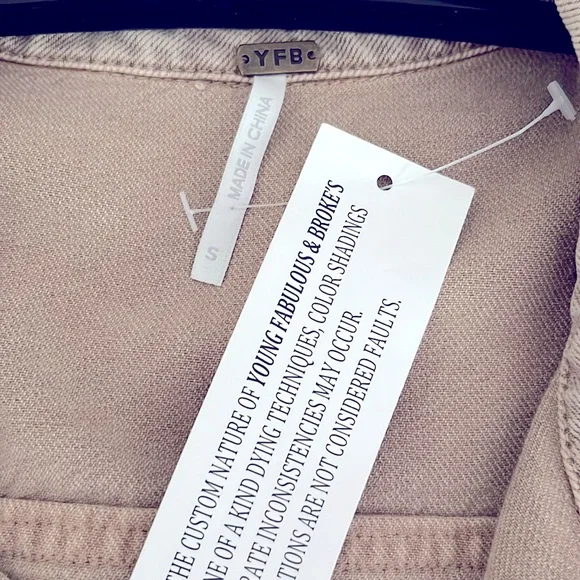 YFB
MADE IN CHINA
S
THE CUSTOM NATURE OF YOUNG FABULOUS & BROKE'S
NE OF A KIND DYING TECHNIQUES, COLOR SHADINGS
RATE INCONSISTENCIES MAY OCCUR.
TIONS ARE NOT CONSIDERED FAULTS.